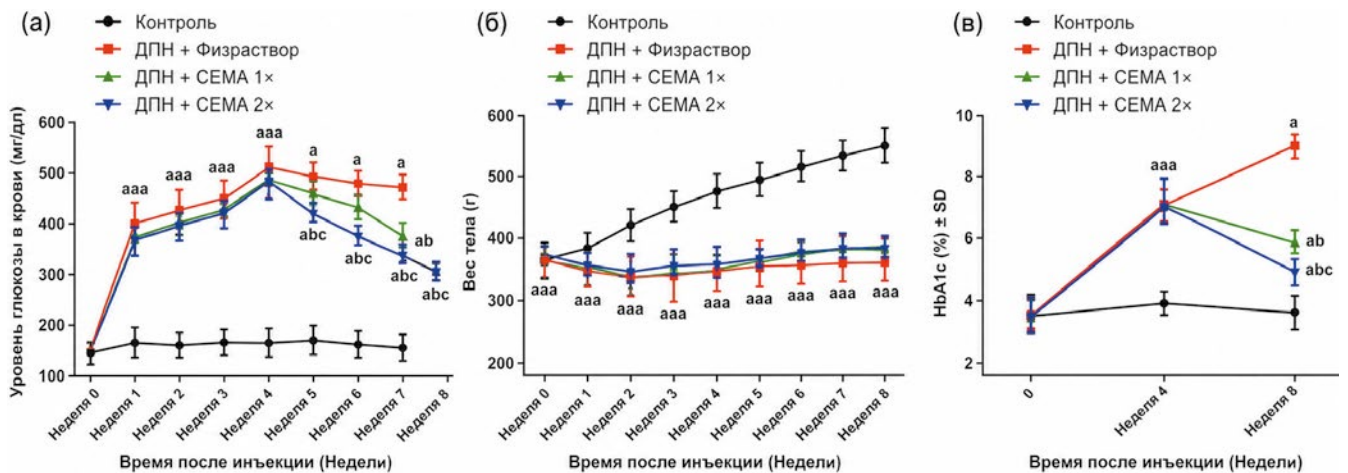 (а)
Контроль
ДПН + Физраствор
ДПН + СЕМА 1×
ДПН + СЕМА 2×
Уровень глюкозы в крови (мг/дл)
600
500
400
300
200
100
aaa
aaa
aaa
aaa
a
a
a
abc
abc
ab
abc
abc
Неделя 0
Неделя 1
Неделя 2
Неделя 3
Неделя 4
Неделя 5
Неделя 6
Неделя 7
Неделя 8
Время после инъекции (Недели)
(б)
Контроль
ДПН + Физраствор
ДПН + СЕМА 1×
ДПН + СЕМА 2×
Вес тела (г)
600
500
400
300
200
aaa
aaa
aaa
aaa
aaa
aaa
aaa
aaa
Неделя 0
Неделя 1
Неделя 2
Неделя 3
Неделя 4
Неделя 5
Неделя 6
Неделя 7
Неделя 8
Время после инъекции (Недели)
(в)
Контроль
ДПН + Физраствор
ДПН + СЕМА 1×
ДПН + СЕМА 2×
HbA1c (%) ± SD
10
8
6
4
2
aaa
a
ab
abc
0
Неделя 4
Неделя 8
Время после инъекции (Недели)